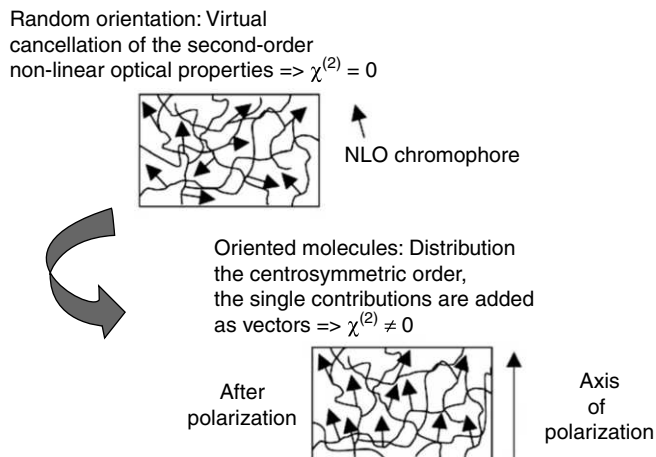 Random orientation: Virtual
cancellation of the second-order
non-linear optical properties => χ(2) = 0
NLO chromophore
Oriented molecules: Distribution
the centrosymmetric order,
the single contributions are added
as vectors => χ(2) ≠ 0
After
polarization
Axis
of
polarization